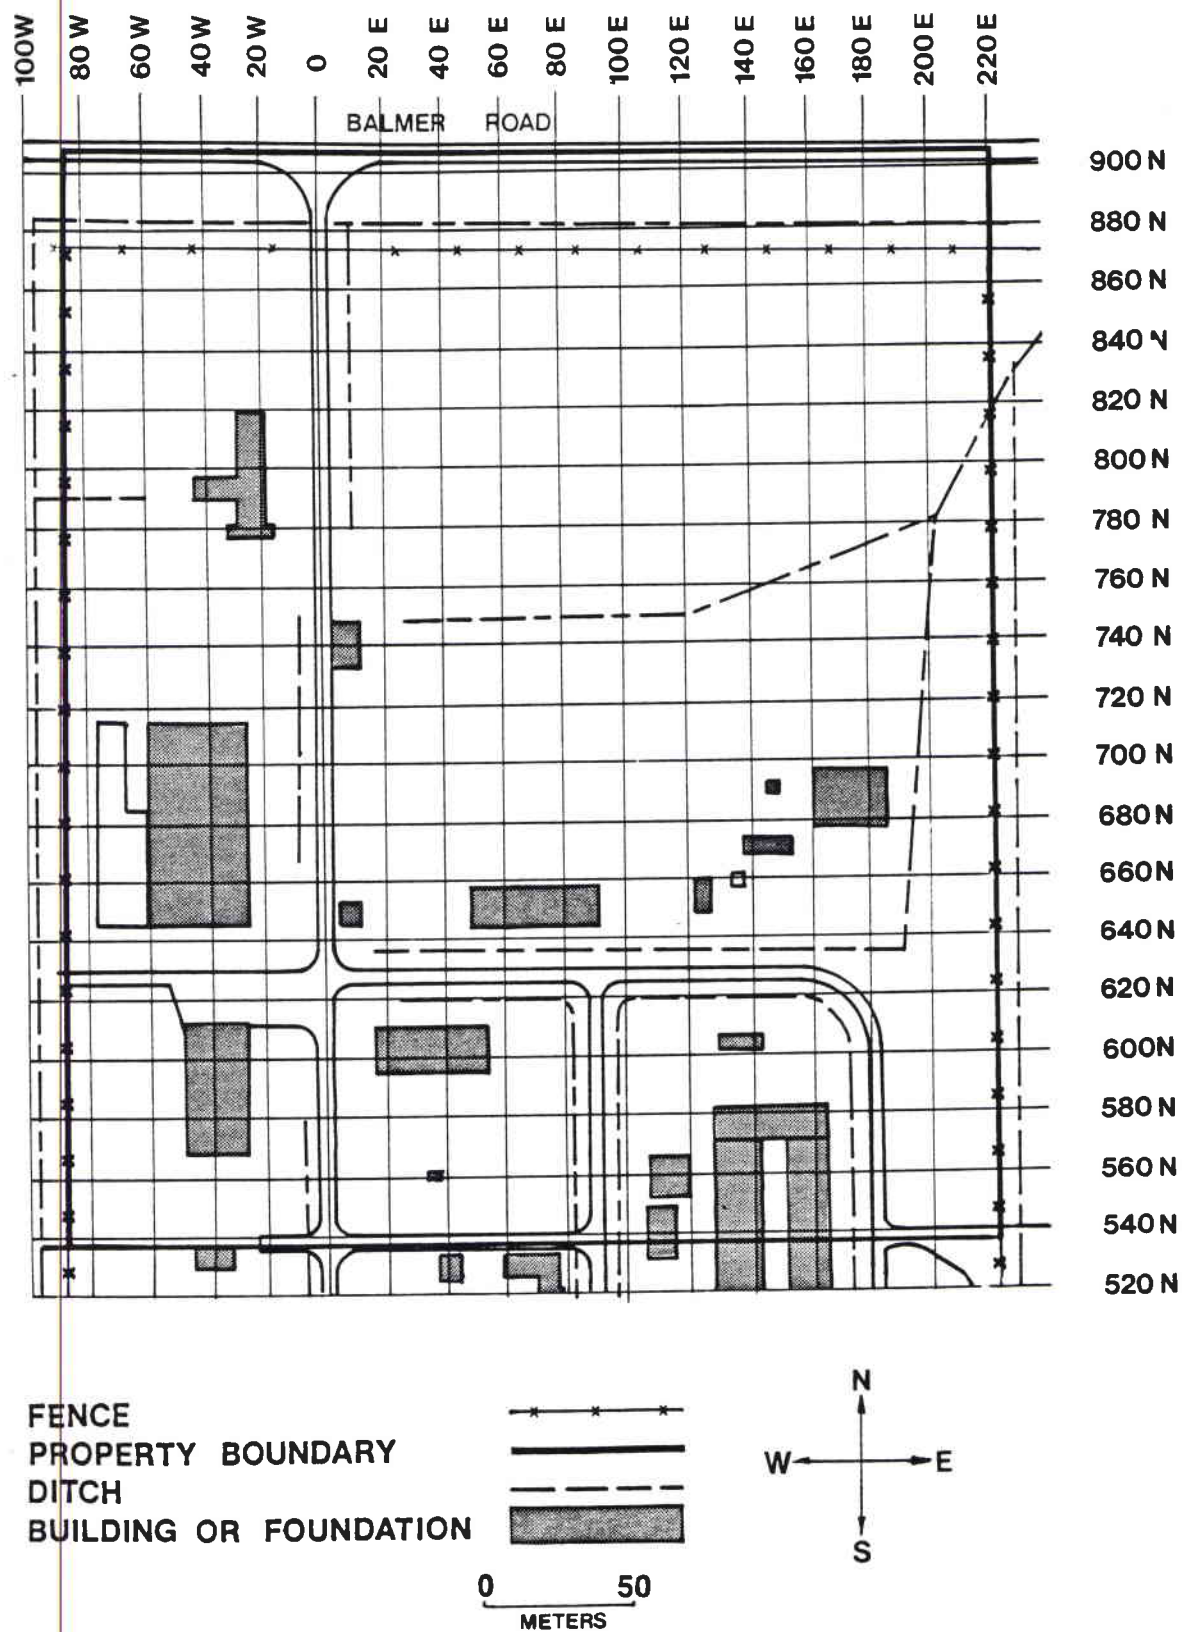 100W 80 W 60 W 40 W 20 W 0 20 E 40 E 60 E 80 E 100 E 120 E 140 E 160 E 180 E 200 E 220 E
BALMER ROAD
900 N
880 N
860 N
840 N
820 N
800 N
780 N
760 N
740 N
720 N
700 N
680 N
660 N
640 N
620 N
600N
580 N
560 N
540 N
520 N
FENCE
PROPERTY BOUNDARY
DITCH
BUILDING OR FOUNDATION
N
W E
S
0 50
METERS